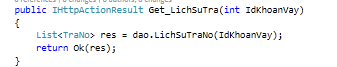 public IHttpActionResult Get_LichSuTra(int IdKhoanVay)
{
List<TraNo> res = dao.LichSuTraNo(IdKhoanVay);
return Ok(res);
}